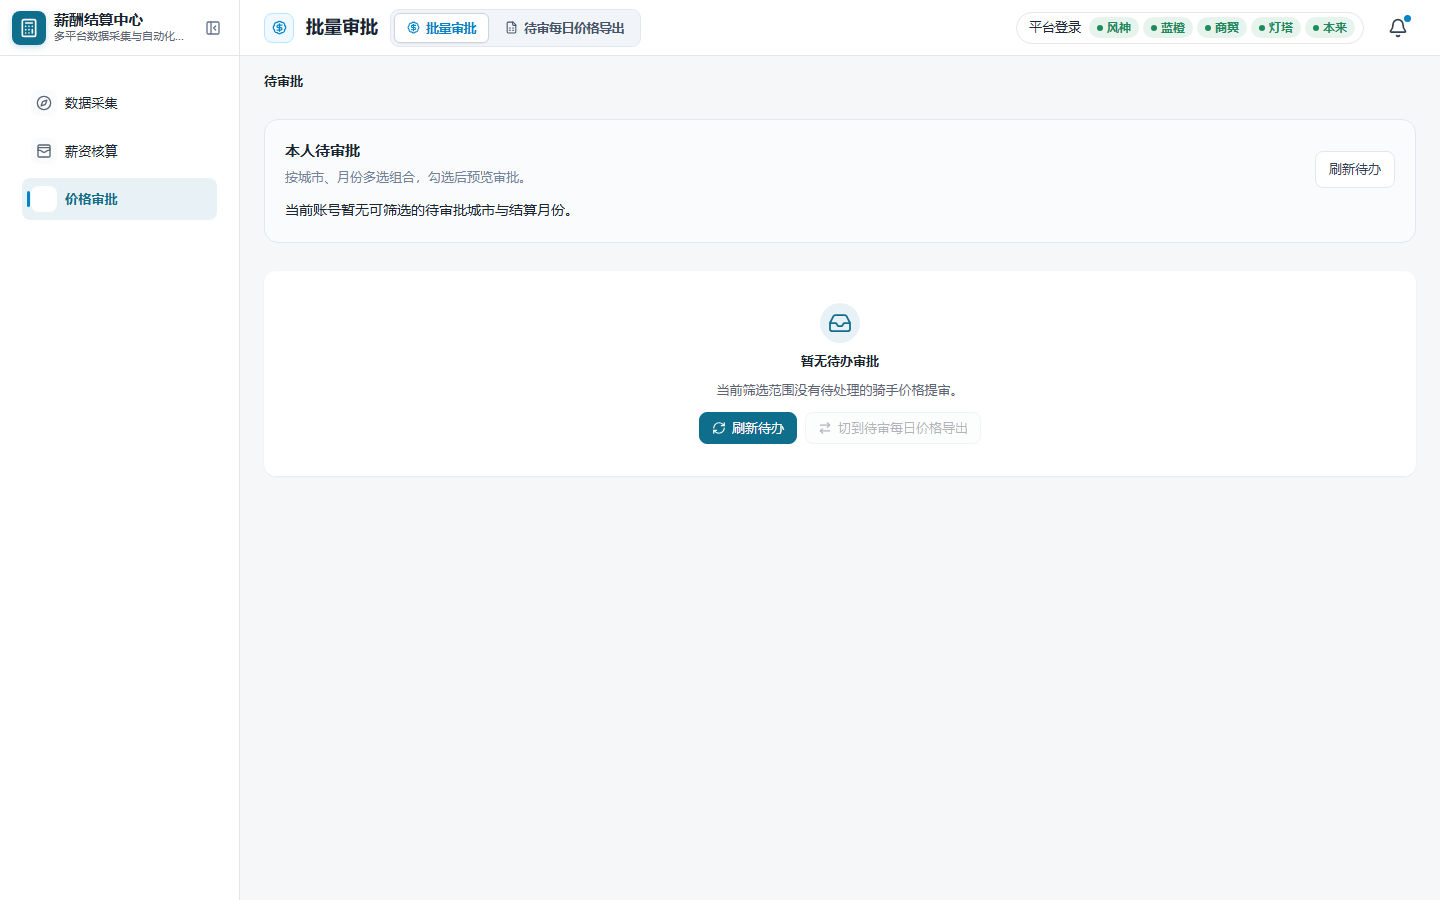 薪酬结算中心
多平台数据采集与自动化...
批量审批
批量审批
待审每日价格导出
平台登录
风神
蓝橙
商龑
灯塔
本来
数据采集
薪资核算
价格审批
待审批
本人待审批
按城市、月份多选组合，勾选后预览审批。
当前账号暂无可筛选的待审批城市与结算月份。
刷新待办
暂无待办审批
当前筛选范围没有待处理的骑手价格提审。
刷新待办
切到待审每日价格导出